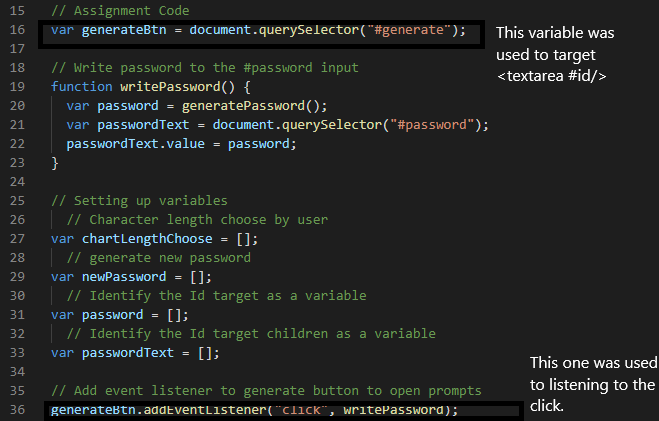 15 // Assignment Code
16 var generateBtn = document.querySelector("#generate");
17
18 // Write password to the #password input
19 function writePassword() {
20 var password = generatePassword();
21 var passwordText = document.querySelector("#password");
22 passwordText.value = password;
23 }
24
25 // Setting up variables
26 // Character length choose by user
27 var chartLengthChoose = [];
28 // generate new password
29 var newPassword = [];
30 // Identify the Id target as a variable
31 var password = [];
32 // Identify the Id target children as a variable
33 var passwordText = [];
34
35 // Add event listener to generate button to open prompts
36 generateBtn.addEventListener("click", writePassword);
This variable was
used to target
<textarea #id/>
This one was used
to listening to the
click.